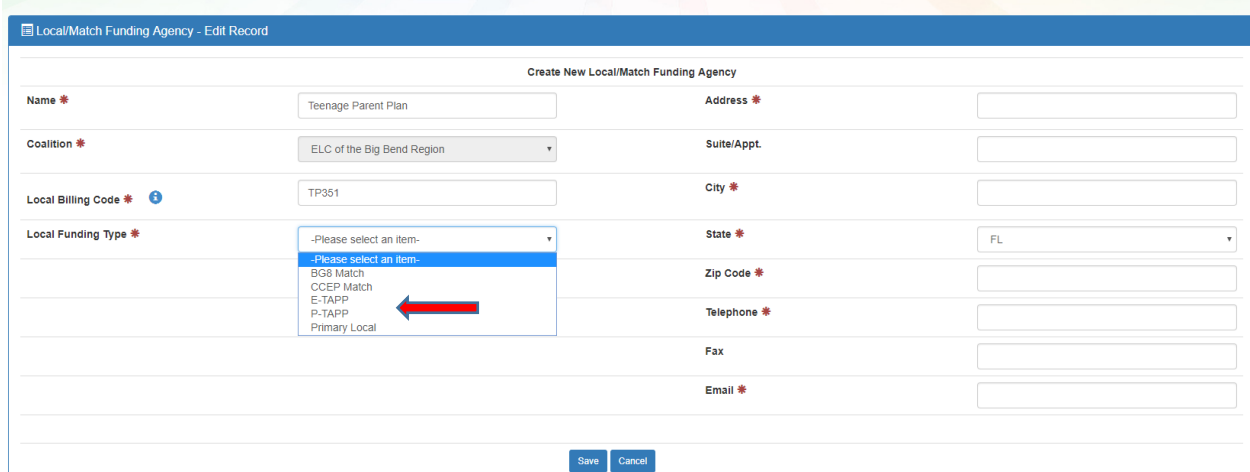 Local/Match Funding Agency - Edit Record
Create New Local/Match Funding Agency
Name *
Teenage Parent Plan
Address *
Coalition *
ELC of the Big Bend Region
Suite/Appt.
Local Billing Code *
TP351
City *
Local Funding Type *
-Please select an item-
State *
FL
-Please select an item-
BG8 Match
CCEP Match
E-TAPP
P-TAPP
Primary Local
Zip Code *
Telephone *
Fax
Email *
Save Cancel